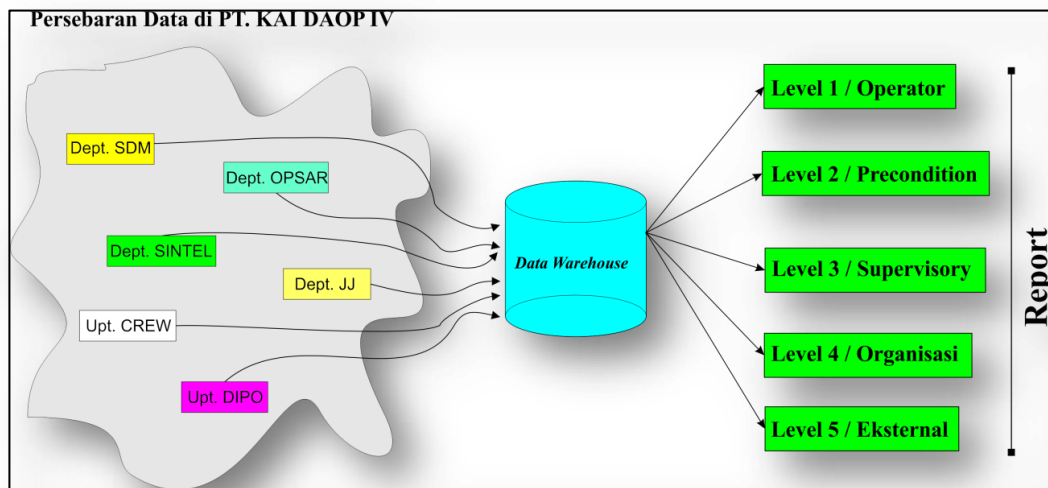 Persebaran Data di PT. KAI DAOP IV
Dept. SDM
Dept. OPSAR
Dept. SINTEL
Dept. JJ
Upt. CREW
Upt. DIPO
Data Warehouse
Level 1 / Operator
Level 2 / Precondition
Level 3 / Supervisory
Level 4 / Organisasi
Level 5 / Eksternal
Report